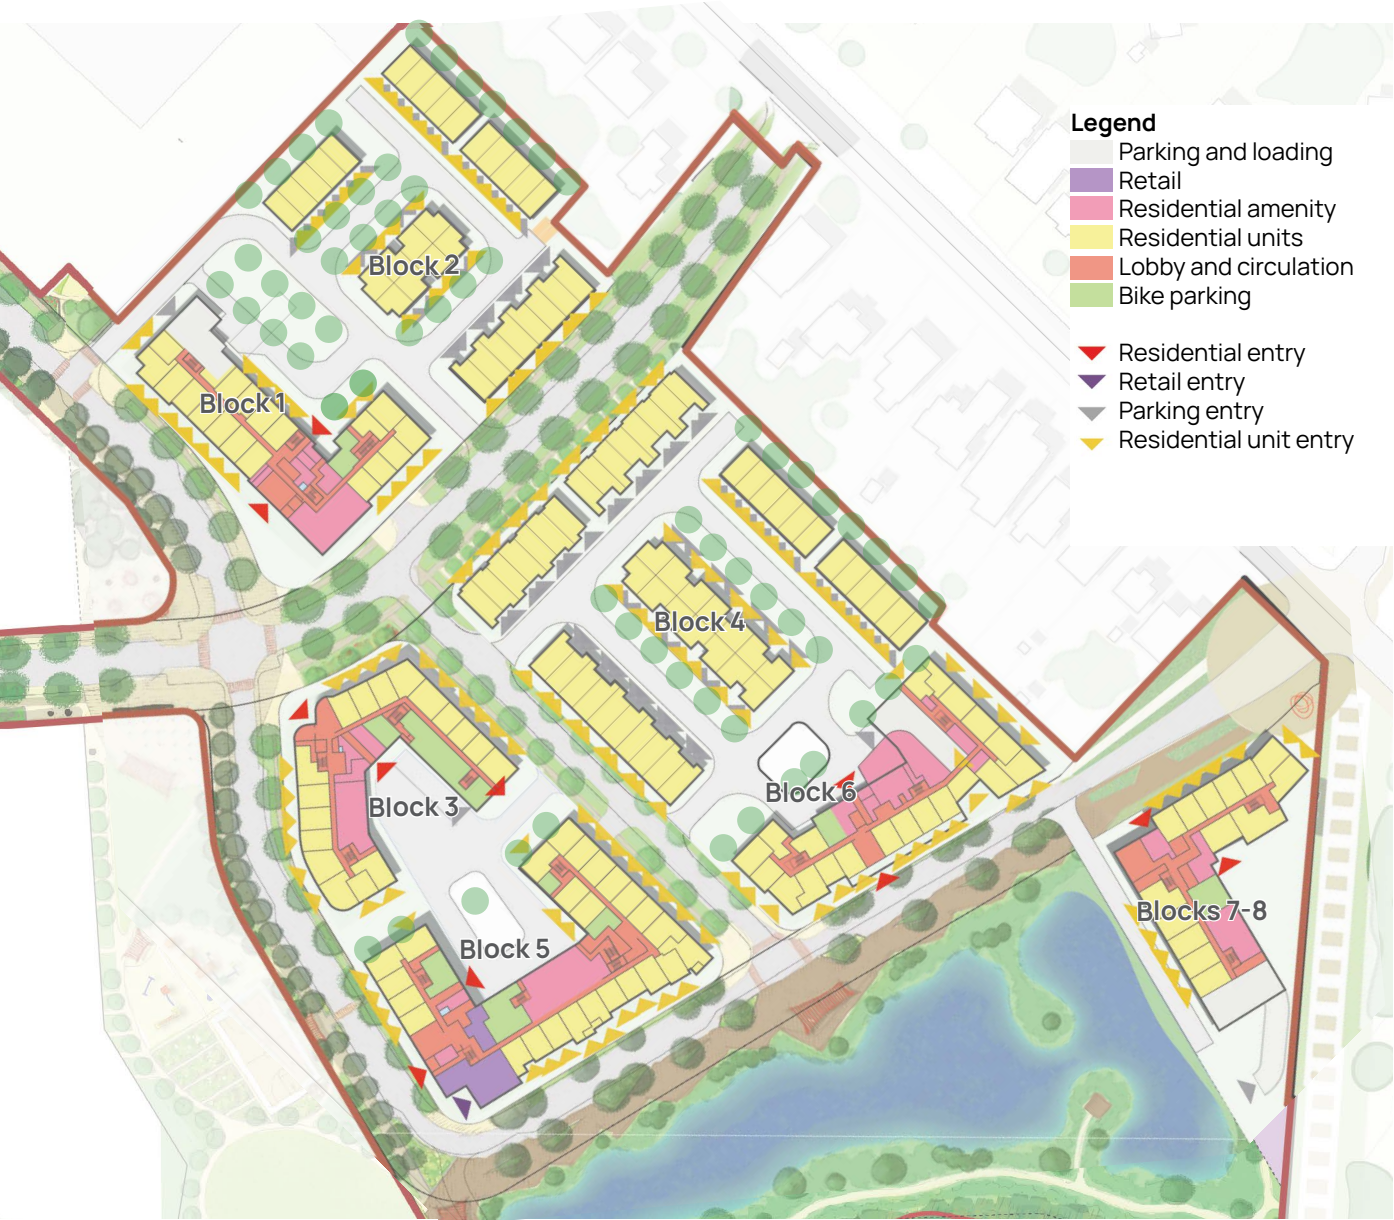 Legend
Parking and loading
Retail
Residential amenity
Residential units
Lobby and circulation
Bike parking
Residential entry
Retail entry
Parking entry
Residential unit entry
Block 2
Block 1
Block 4
Block 6
Block 3
Blocks 7-8
Block 5